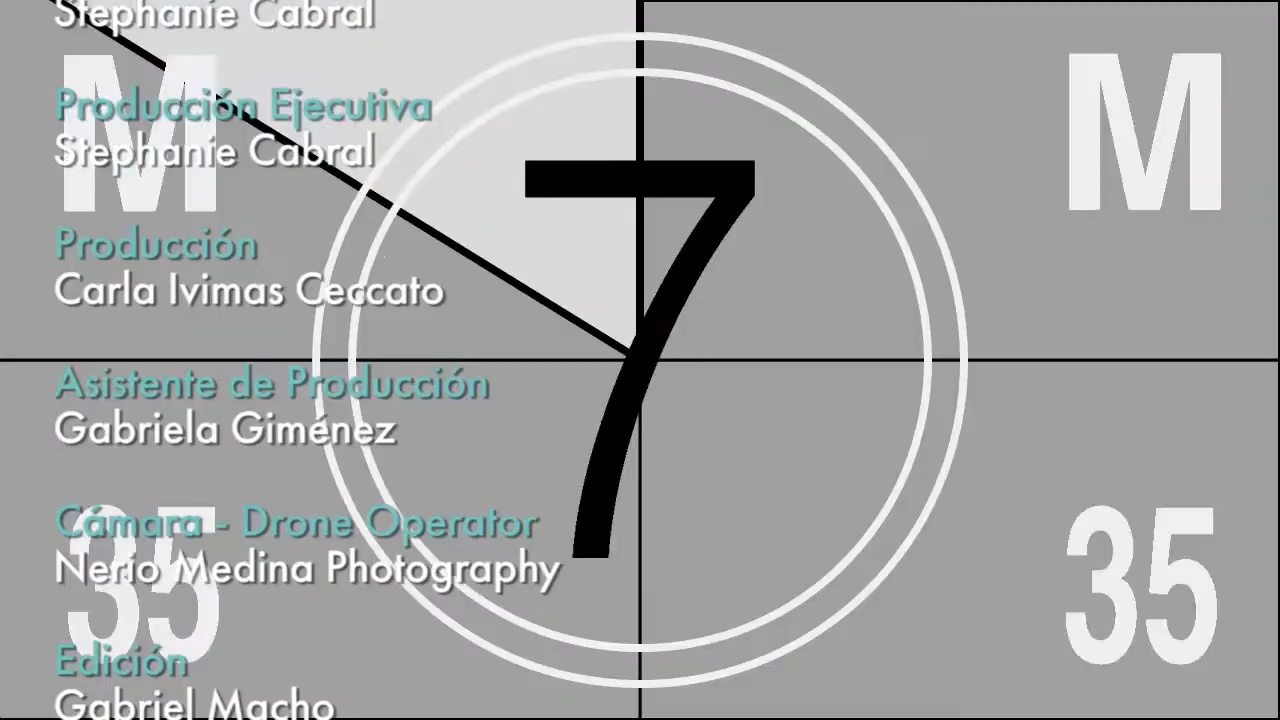 Stephanie Cabral
M
M
Producción Ejecutiva
Stephanie Cabral
Producción
Carla Ivimas Ceccato
7
Asistente de Producción
Gabriela Giménez
Cámara - Drone Operator
Nerio Medina Photography
35
35
Edición
Gabriel Macho